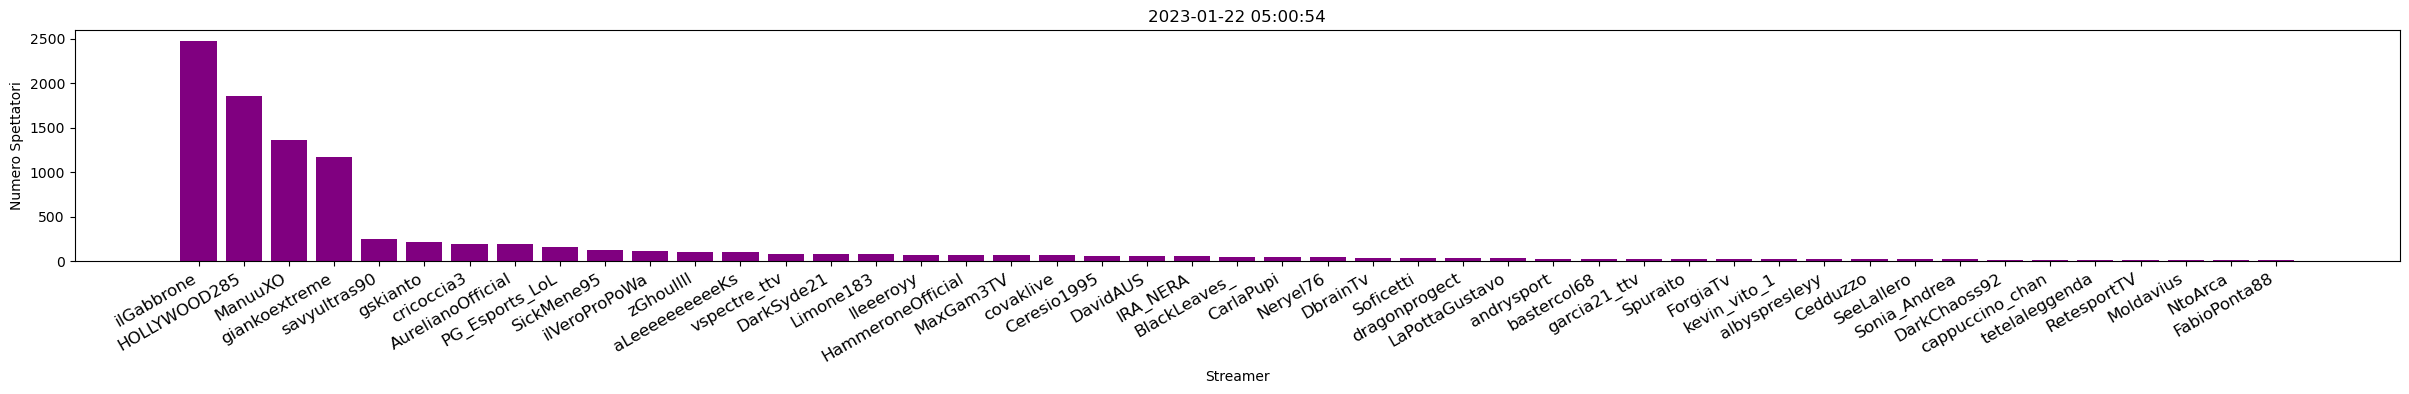 2023-01-22 05:00:54
Numero Spettatori
2500
2000
1500
1000
500
0
ilGabbrone
HOLLYWOOD285
ManuuXO
giankoextreme
savyultras90
gskianto
cricoccia3
AurelianoOfficial
PG_Esports_LoL
SickMene95
ilVeroProPoWa
aLeeeeeeeeKs
vspectre_ttv
DarkSyde21
Limone183
HammeroneOfficial
MaxGam3TV
covaklive
Ceresio1995
DavidAUS
IRA_NERA
BlackLeaves_
CarlaPupi
Neryel76
DbrainTv
Soficetti
dragonprogect
LaPottaGustavo
andrysport
bastercol68
garcia21_ttv
Spuraito
ForgiaTv
kevin_vito_1
albyspresleyy
Cedduzzo
SeeLallero
Sonia_Andrea
DarkChaoss92
cappuccino_chan
tetelaleggenda
RetesportTV
Moldavius
NtoArca
FabioPonta88
Streamer